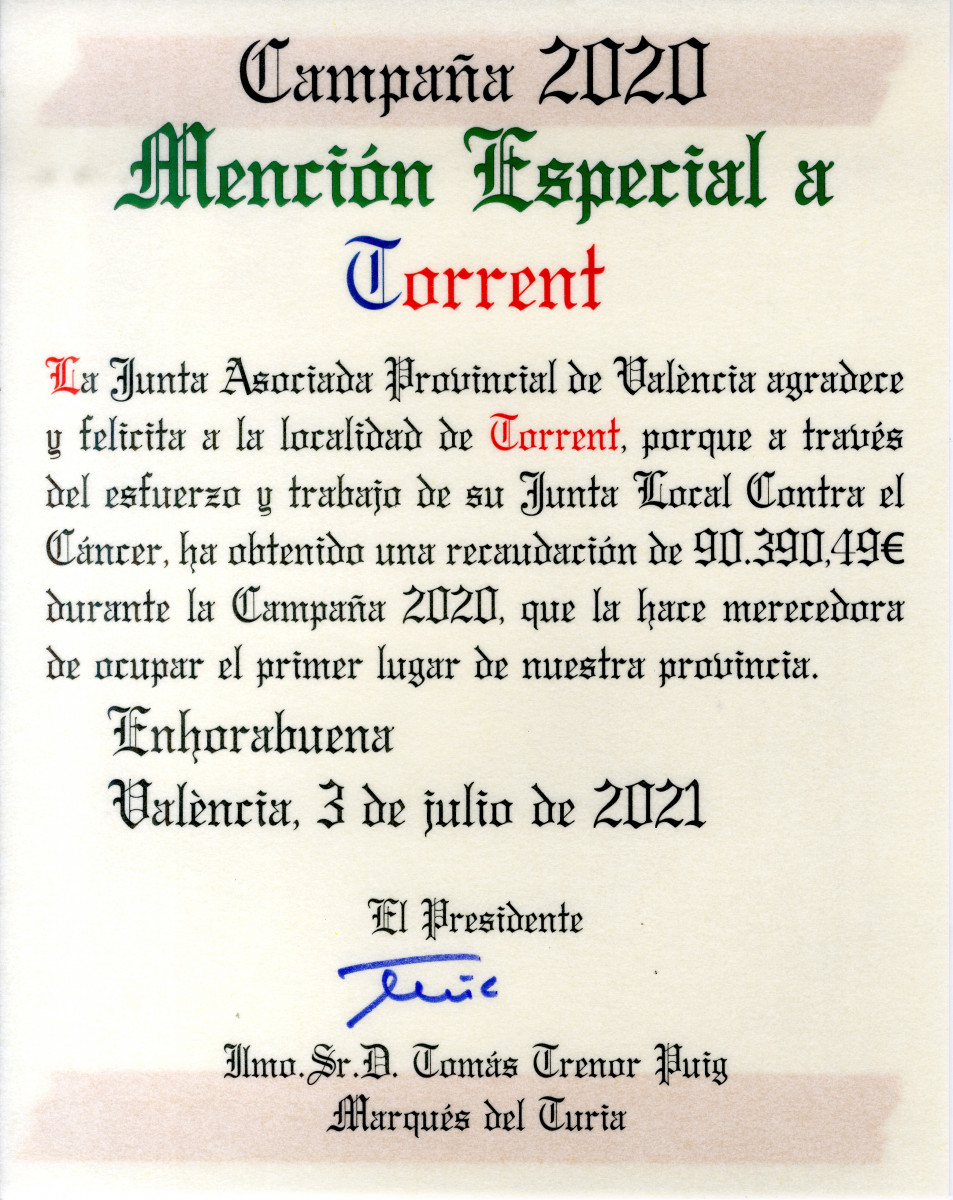 Campaña 2020
Mención Especial a
Torrent
La Junta Asociada Provincial de València agradece
y felicita a la localidad de Torrent, porque a través
del esfuerzo y trabajo de su Junta Local Contra el
Cáncer, ha obtenido una recaudación de 90.390,49€
durante la Campaña 2020, que la hace merecedora
de ocupar el primer lugar de nuestra provincia.
Enhorabuena
València, 3 de julio de 2021
El Presidente
Ilmo.Sr.D. Tomás Trenor Puig
Marqués del Turia